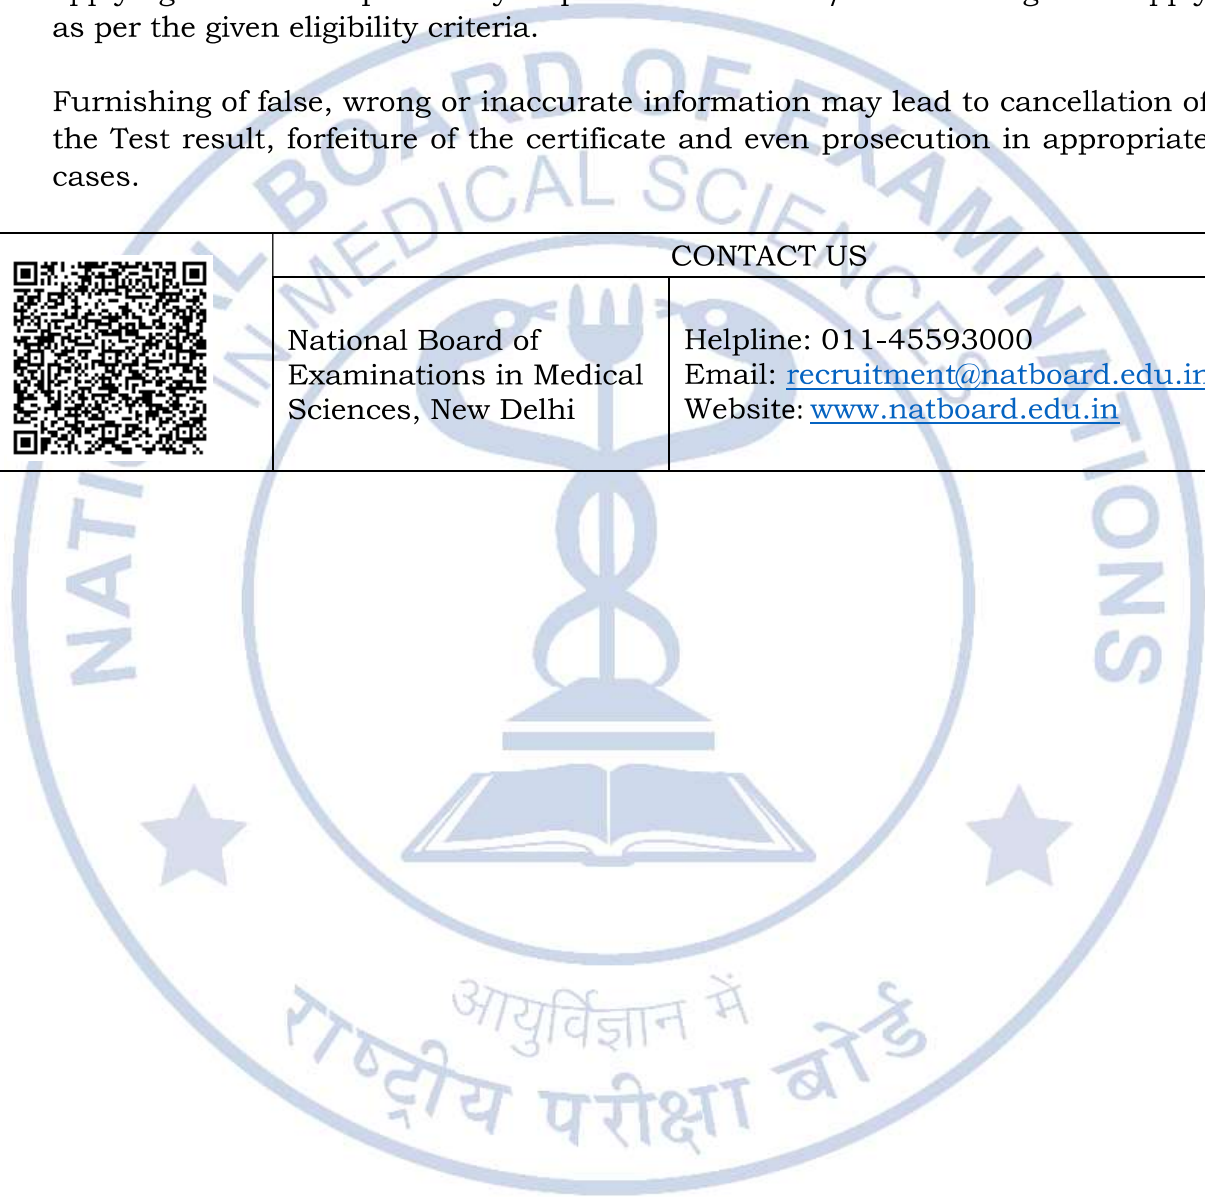 as per the given eligibility criteria.
Furnishing of false, wrong or inaccurate information may lead to cancellation of
the Test result, forfeiture of the certificate and even prosecution in appropriate
cases.
CONTACT US
National Board of
Examinations in Medical
Sciences, New Delhi
Helpline: 011-45593000
Email: recruitment@natboard.edu.in
Website: www.natboard.edu.in
NATIONAL BOARD OF EXAMINATIONS
IN MEDICAL SCIENCES
आयुर्विज्ञान में
राष्ट्रीय परीक्षा बोर्ड